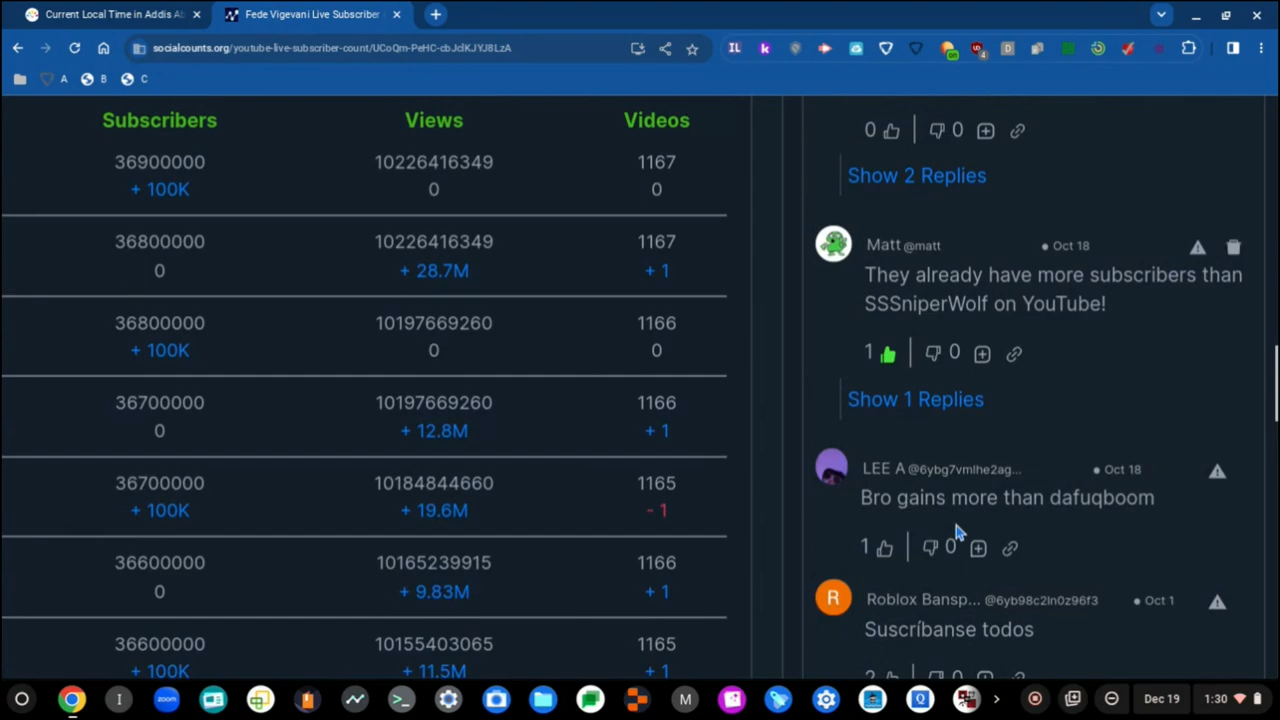 Current Local Time in Addis Ab
Fede Vigevani Live Subscriber
socialcounts.org/youtube-live-subscriber-count/UCoQm-PeHC-cbJclKJYJ8LzA
A B C
Subscribers Views Videos
36900000 10226416349 1167
+ 100K 0 0
36800000 10226416349 1167
0 + 28.7M + 1
36800000 10197669260 1166
+ 100K 0 0
36700000 10197669260 1166
0 + 12.8M + 1
36700000 10184844660 1165
+ 100K + 19.6M - 1
36600000 10165239915 1166
0 + 9.83M + 1
36600000 10155403065 1165
+ 100K + 11.5M + 1
0 0
Show 2 Replies
Matt @matt • Oct 18
They already have more subscribers than
SSSniperWolf on YouTube!
1 0
Show 1 Replies
LEE A @6ybg7vmlhe2ag... • Oct 18
Bro gains more than dafuqboom
1 0
R
Roblox Bansp... @6yb98c2ln0z96f3 • Oct 1
Suscríbanse todos
2 0
zoom
M
Q
Dec 19
1:30